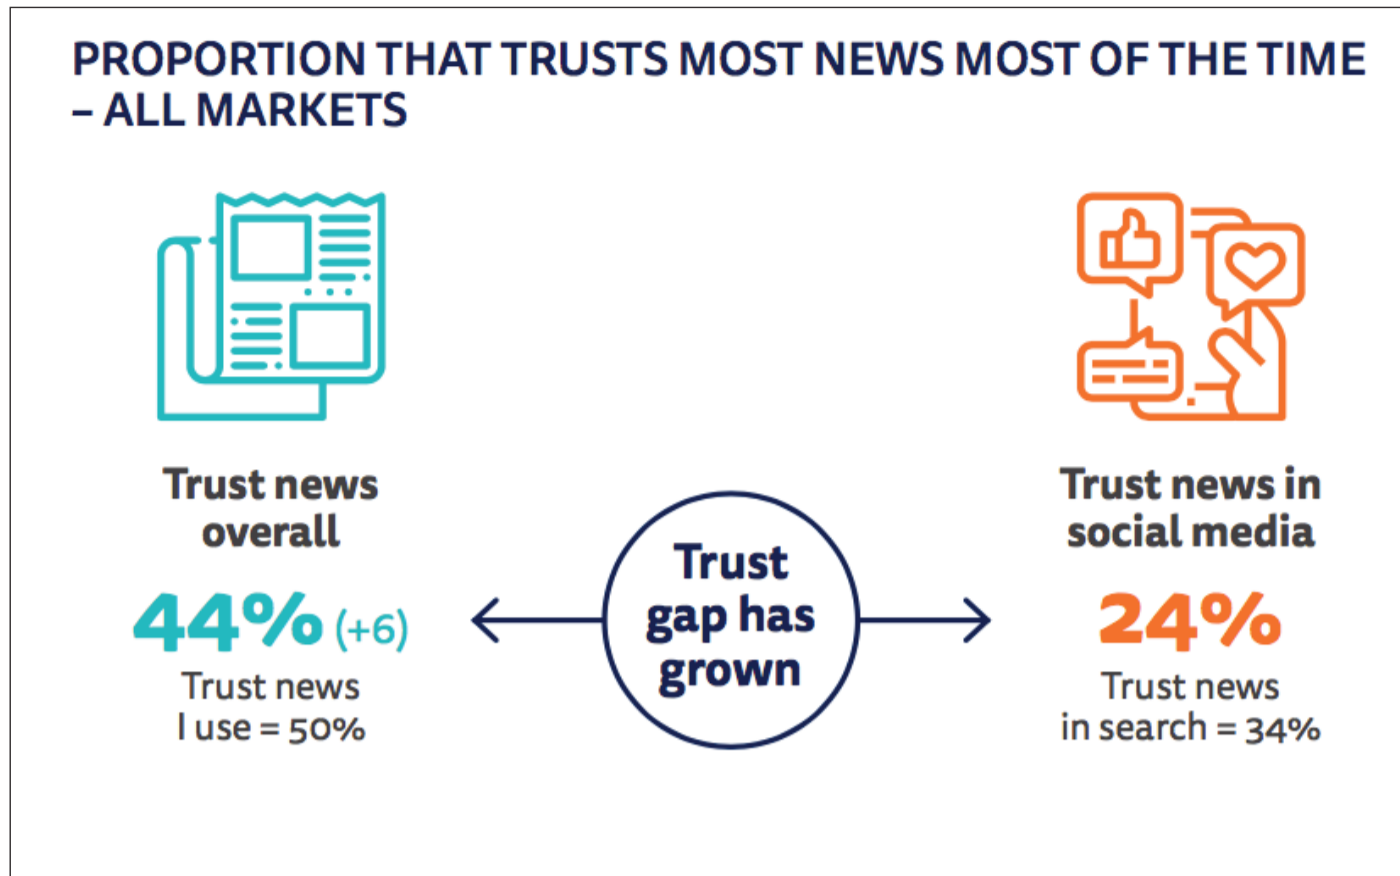 PROPORTION THAT TRUSTS MOST NEWS MOST OF THE TIME
– ALL MARKETS
Trust news
overall
44% (+6)
Trust news
I use = 50%
Trust
gap has
grown
Trust news in
social media
24%
Trust news
in search = 34%